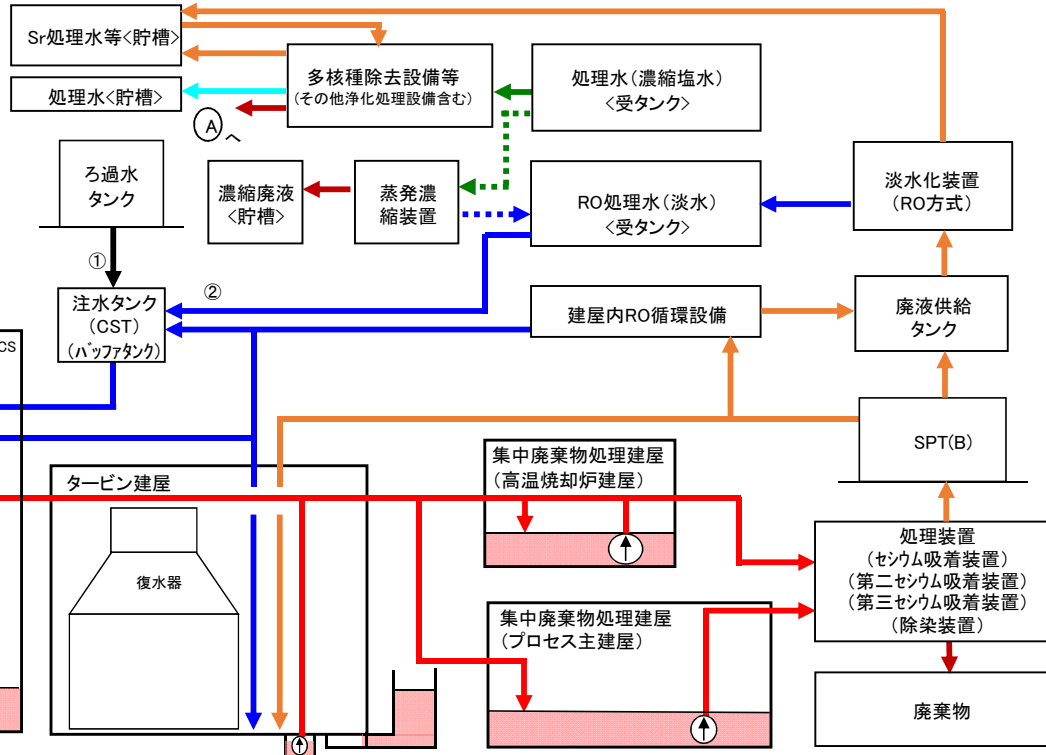 Sr処理水等<貯槽>
処理水<貯槽>
多核種除去設備等
(その他浄化処理設備含む)
処理水(濃縮塩水)
<受タンク>
A
へ
ろ過水
タンク
濃縮廃液
<貯槽>
蒸発濃
縮装置
RO処理水(淡水)
<受タンク>
淡水化装置
(RO方式)
①
②
注水タンク
(CST)
(バッファタンク)
建屋内RO循環設備
廃液供給
タンク
CS
SPT(B)
タービン建屋
復水器
集中廃棄物処理建屋
(高温焼却炉建屋)
処理装置
(セシウム吸着装置)
(第二セシウム吸着装置)
(第三セシウム吸着装置)
(除染装置)
集中廃棄物処理建屋
(プロセス主建屋)
廃棄物